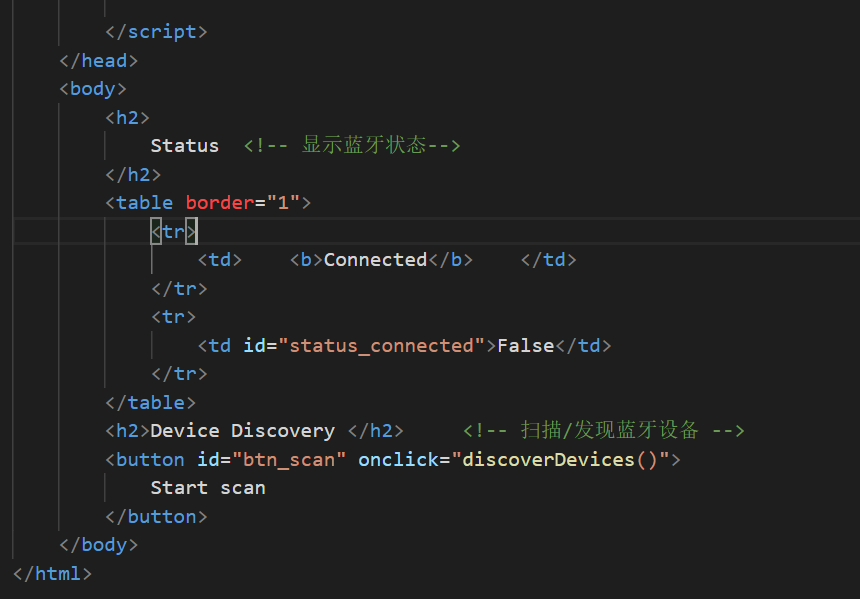 </script>
</head>
<body>
<h2>
Status  <!-- 显示蓝牙状态-->
</h2>
<table border="1">
<tr>
<td>    <b>Connected</b>    </td>
</tr>
<tr>
<td id="status_connected">False</td>
</tr>
</table>
<h2>Device Discovery </h2>     <!-- 扫描/发现蓝牙设备 -->
<button id="btn_scan" onclick="discoverDevices()">
Start scan
</button>
</body>
</html>